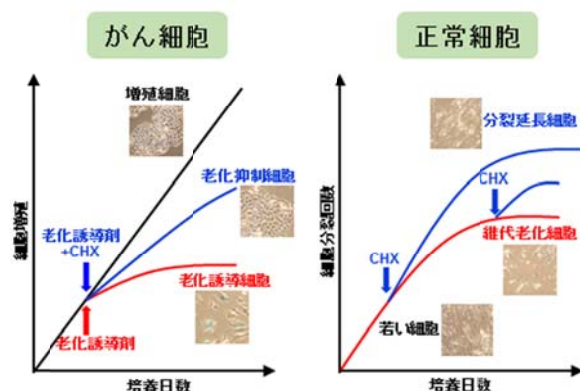 がん細胞
細胞増殖
増殖細胞
老化抑制細胞
老化誘導剤
+CHX
老化誘導細胞
老化誘導剤
培養日数
正常細胞
細胞分裂回数
分裂延長細胞
CHX
継代老化細胞
CHX
若い細胞
培養日数